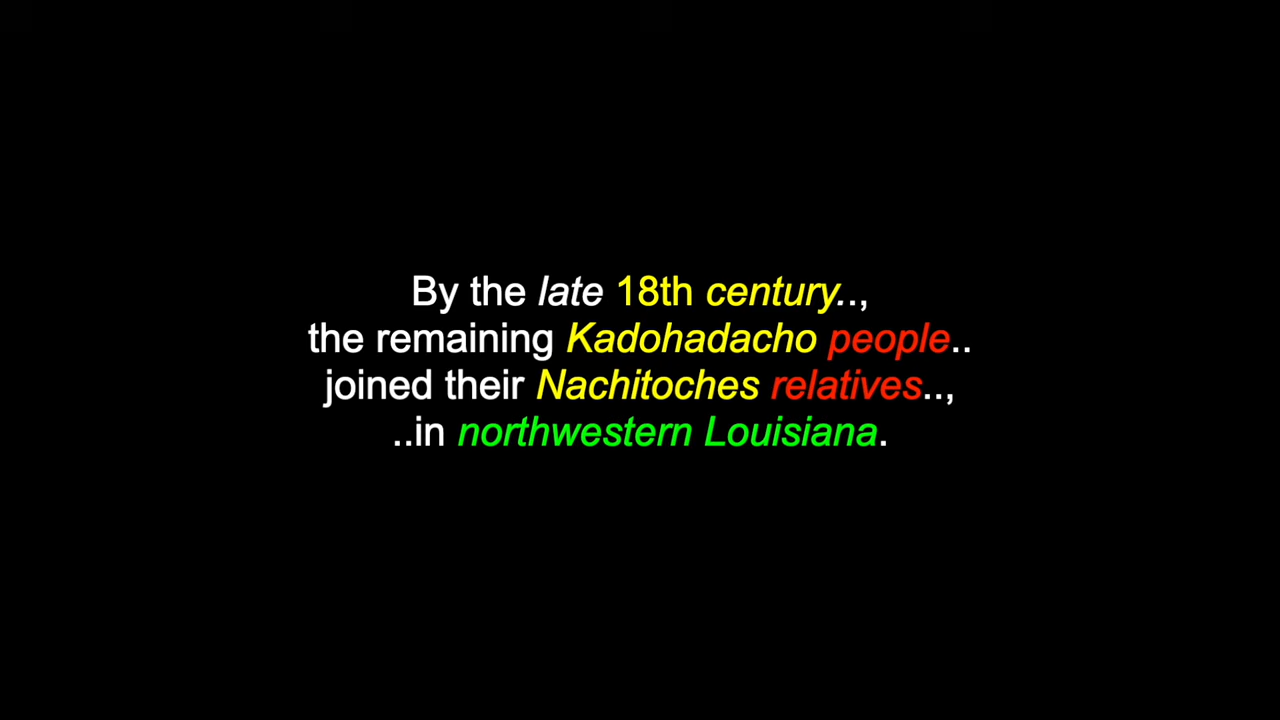 By the late 18th century..,
the remaining Kadohadacho people..
joined their Nachitoches relatives..,
..in northwestern Louisiana.